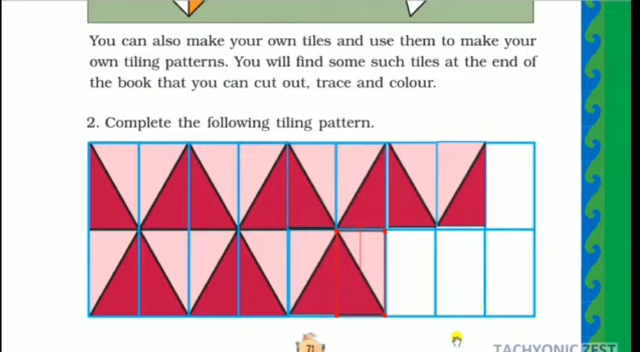 You can also make your own tiles and use them to make your
own tiling patterns. You will find some such tiles at the end of
the book that you can cut out, trace and colour.
2. Complete the following tiling pattern.
71
TACHYONIC ZEST